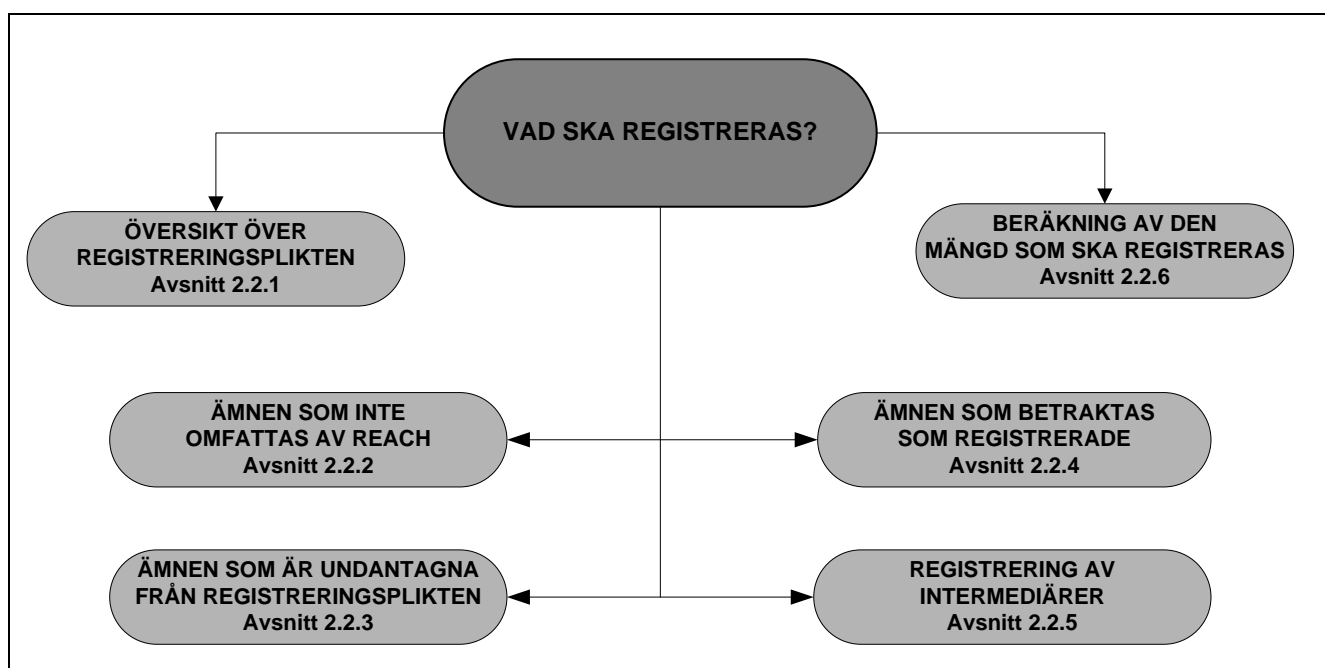 VAD SKA REGISTRERAS?
ÖVERSIKT ÖVER
REGISTRERINGSPLIKTEN
Avsnitt 2.2.1
BERÄKNING AV DEN
MÄNGD SOM SKA REGISTRERAS
Avsnitt 2.2.6
ÄMNEN SOM INTE
OMFATTAS AV REACH
Avsnitt 2.2.2
ÄMNEN SOM BETRAKTAS
SOM REGISTRERADE
Avsnitt 2.2.4
ÄMNEN SOM ÄR UNDANTAGNA
FRÅN REGISTRERINGSPLIKTEN
Avsnitt 2.2.3
REGISTRERING AV
INTERMEDIÄRER
Avsnitt 2.2.5